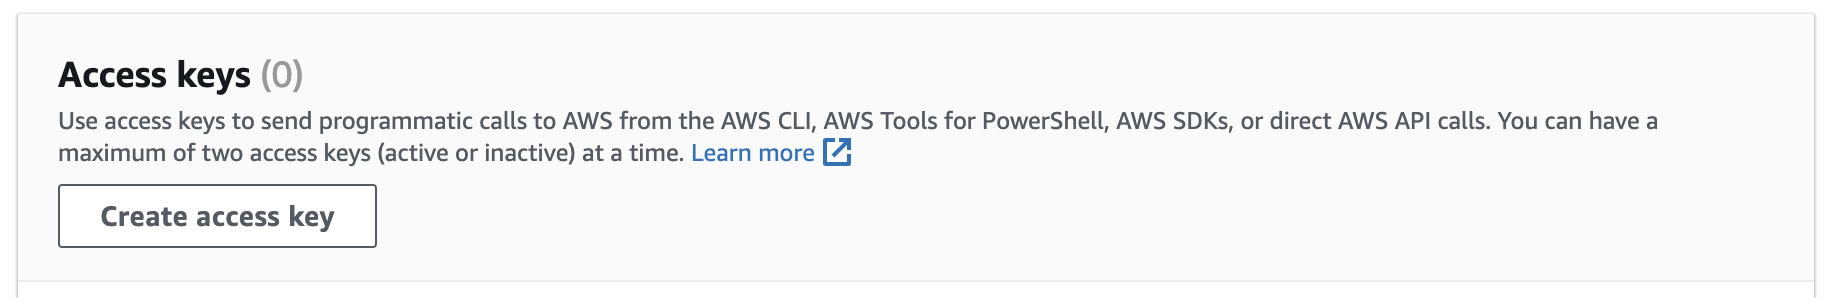 Access keys (0)
Use access keys to send programmatic calls to AWS from the AWS CLI, AWS Tools for PowerShell, AWS SDKs, or direct AWS API calls. You can have a
maximum of two access keys (active or inactive) at a time. Learn more
Create access key